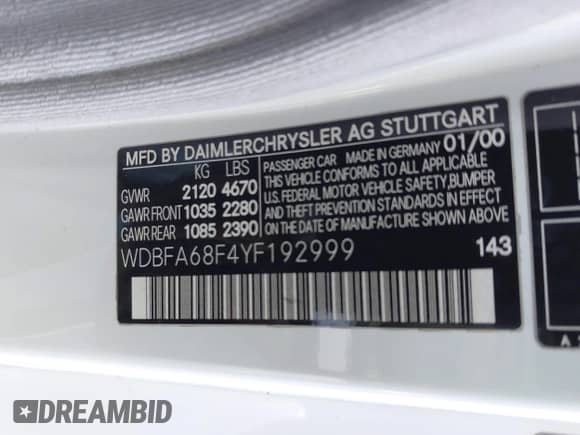 MFD BY DAIMLERCHRYSLER AG STUTTGART
KG LBS
GVWR 2120 4670
GAWR FRONT 1035 2280
GAWR REAR 1085 2390
PASSENGER CAR MADE IN GERMANY 01/00
THIS VEHICLE CONFORMS TO ALL APPLICABLE
U.S. FEDERAL MOTOR VEHICLE SAFETY, BUMPER
AND THEFT PREVENTION STANDARDS IN EFFECT
ON THE DATE OF MANUFACTURE SHOWN ABOVE
WDBFA68F4YF192999 143
DREAMBID